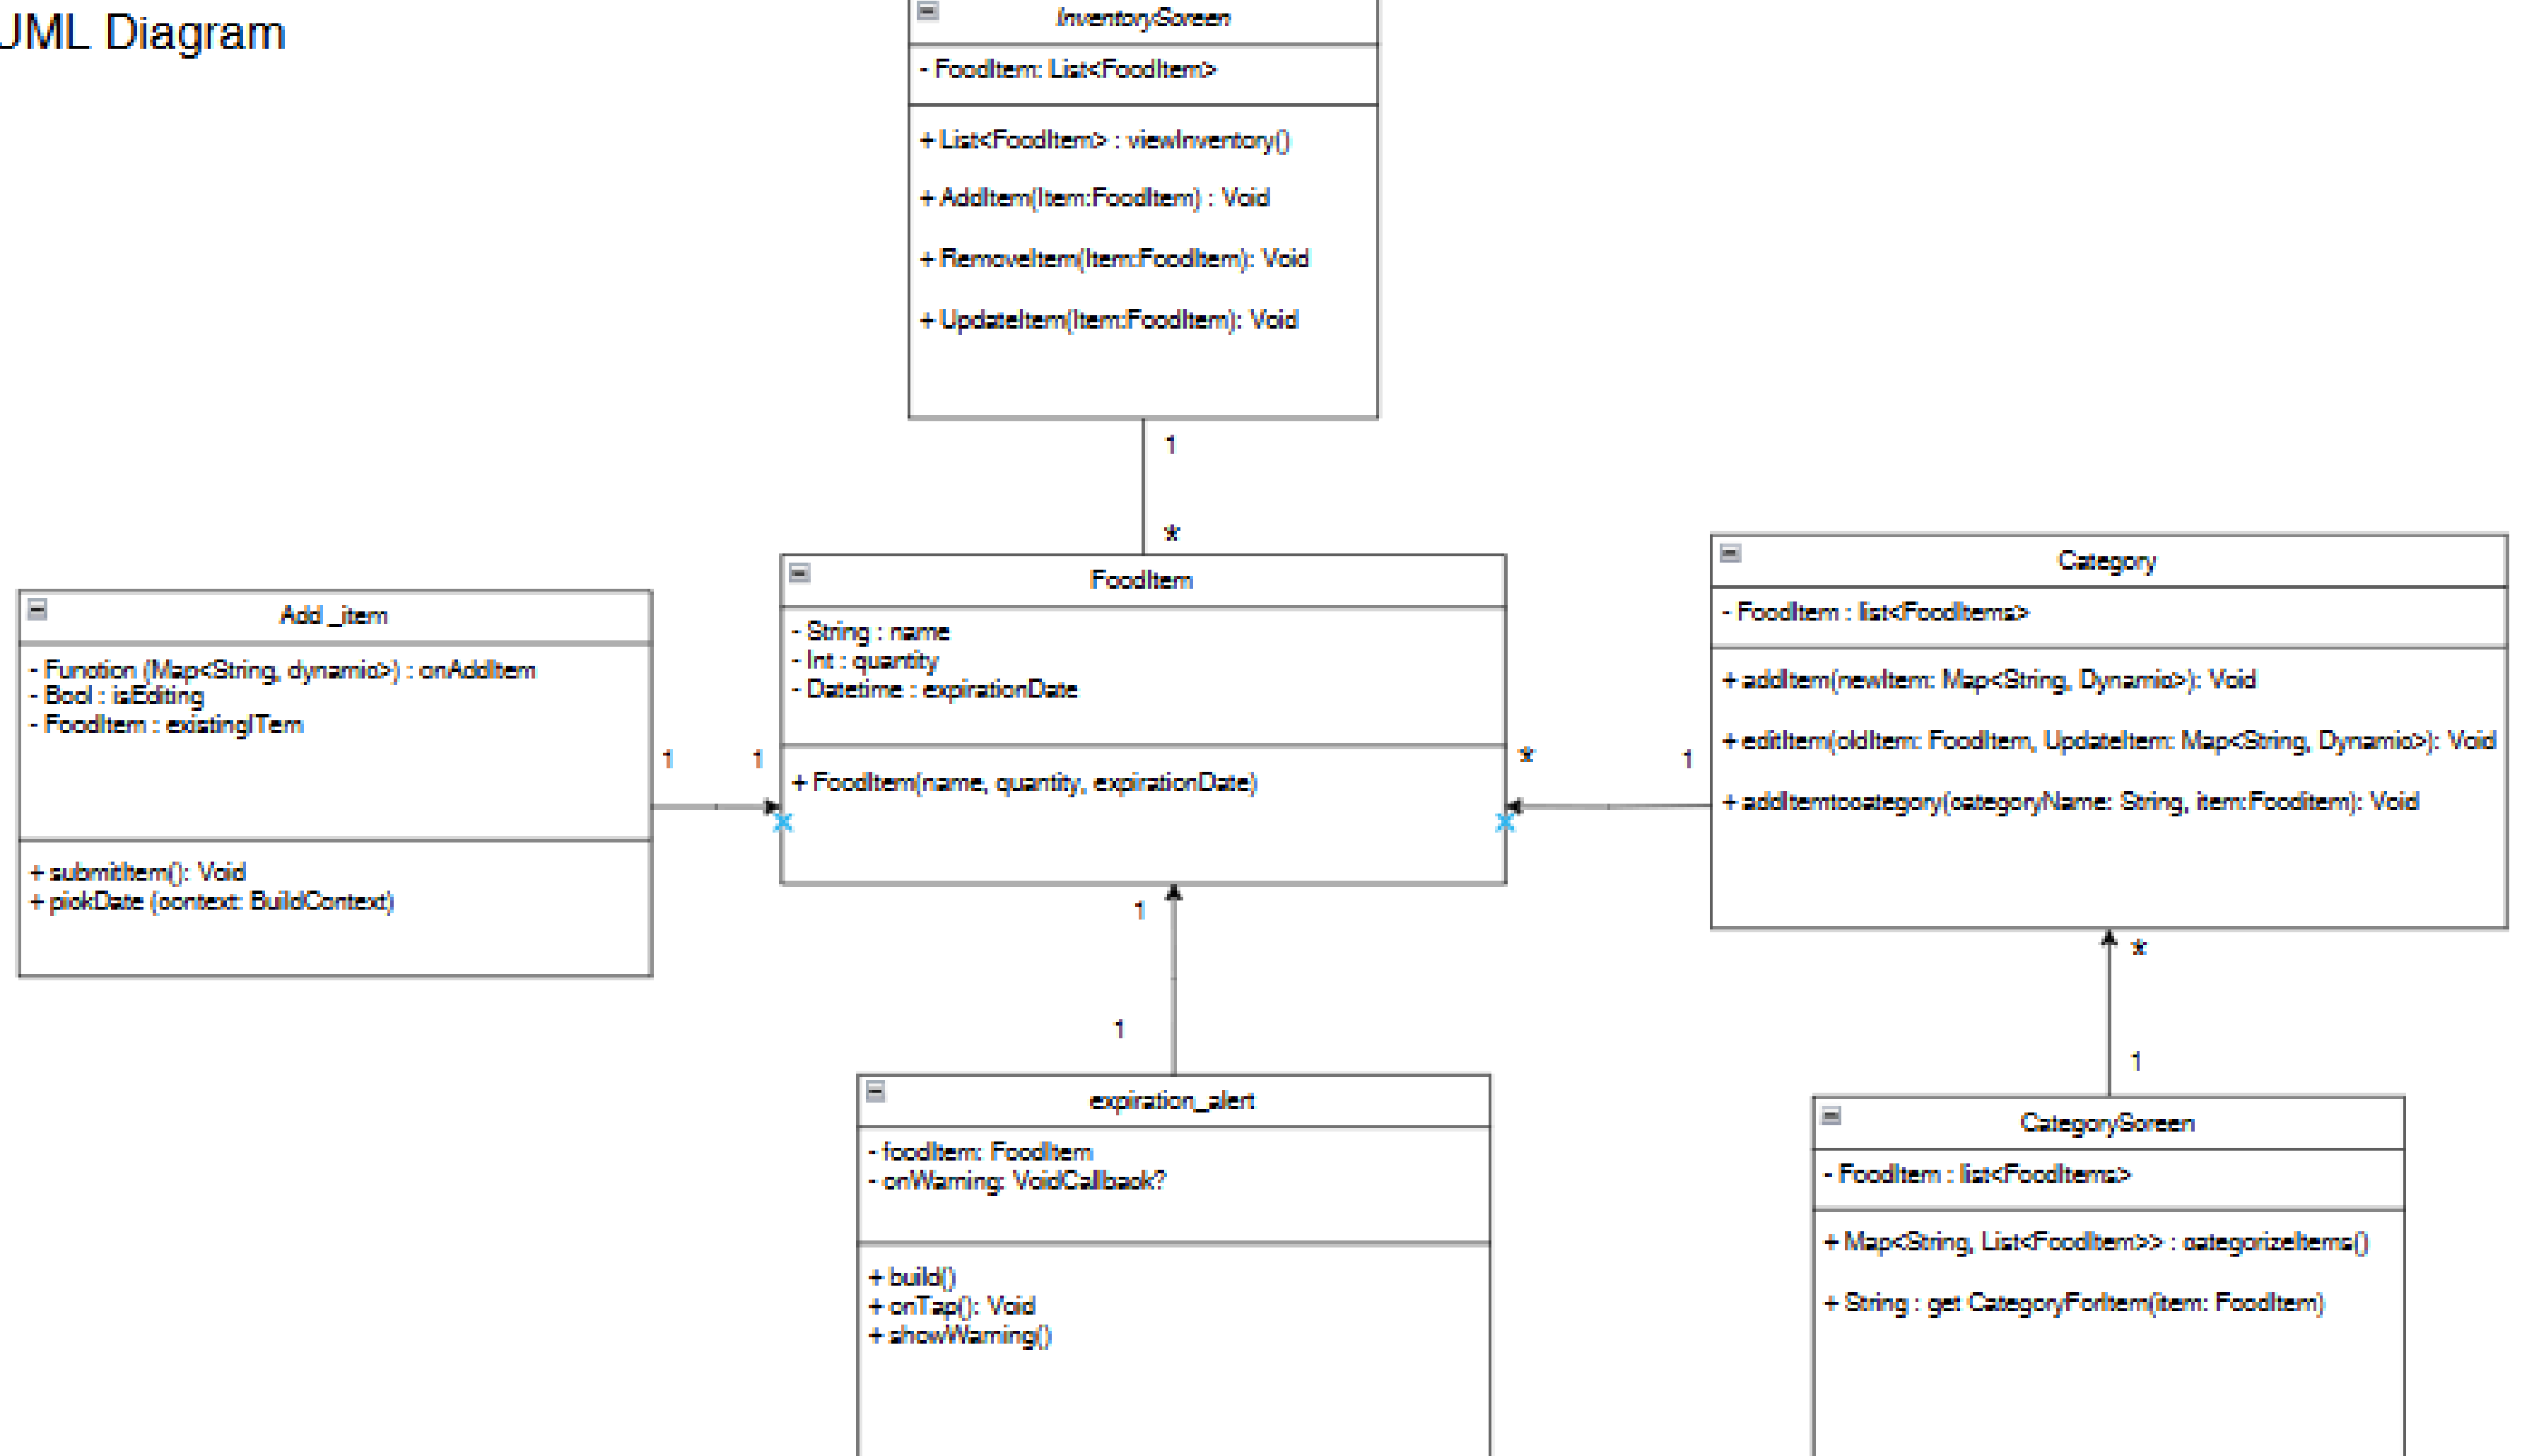 UML Diagram
InventoryScreen
- FoodItem: List<FoodItem>
+ List<FoodItem> : viewInventory()
+ AddItem(Item:FoodItem) : Void
+ RemoveItem(Item:FoodItem): Void
+ UpdateItem(Item:FoodItem): Void
1
*
Add _item
- Function (Map<String, dynamic>) : onAddItem
- Bool : isEditing
- FoodItem : existingITem
+ submitItem(): Void
+ pickDate (context: BuildContext)
1
1
FoodItem
- String : name
- Int : quantity
- Datetime : expirationDate
+ FoodItem(name, quantity, expirationDate)
*
1
Category
- FoodItem : list<FoodItems>
+ addItem(newItem: Map<String, Dynamic>): Void
+ editItem(oldItem: FoodItem, UpdateItem: Map<String, Dynamic>): Void
+ addItemtocategory(categoryName: String, item:Fooditem): Void
1
1
expiration_alert
- foodItem: FoodItem
- onWarning: VoidCallback?
+ build()
+ onTap(): Void
+ showWarning()
*
1
CategoryScreen
- FoodItem : list<FoodItems>
+ Map<String, List<FoodItem>> : categorizeItems()
+ String : get CategoryForItem(item: FoodItem)